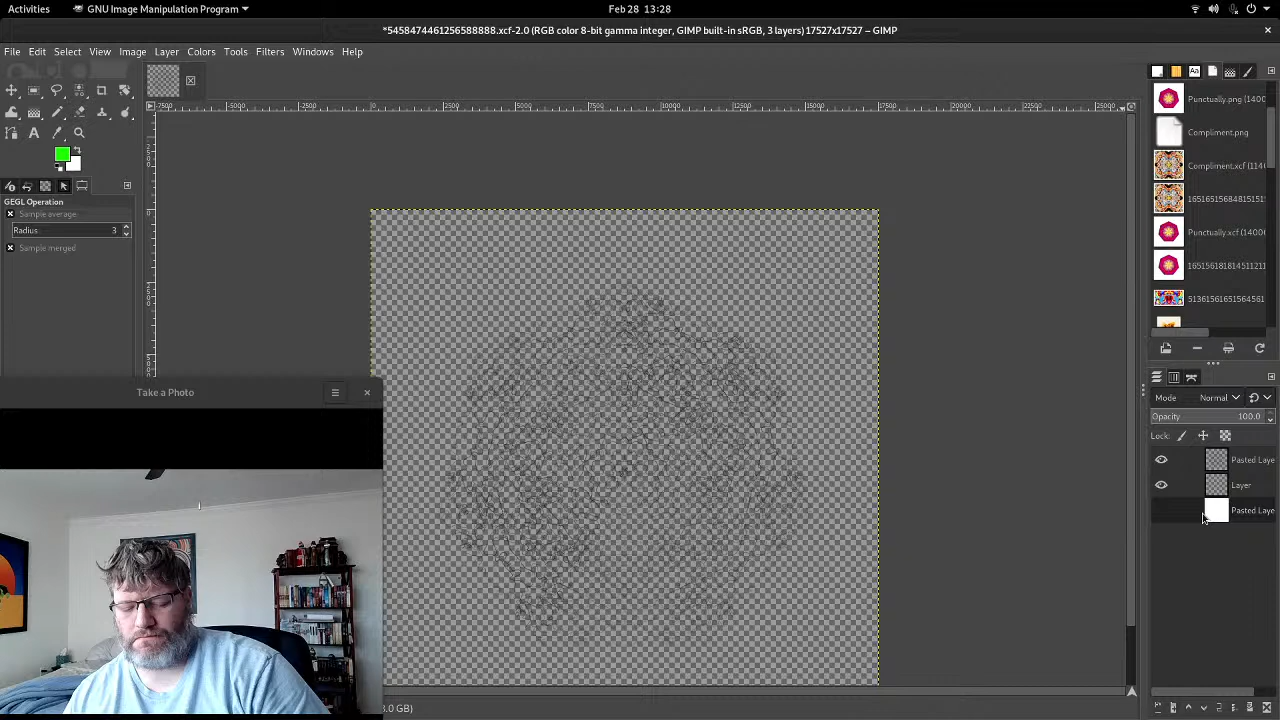 Activities
GNU Image Manipulation Program
Feb 28 13:28
*5458474461256588888.xcf-2.0 (RGB color 8-bit gamma integer, GIMP built-in sRGB, 3 layers) 17527x17527 – GIMP
File Edit Select View Image Layer Colors Tools Filters Windows Help
GEGL Operation
Sample average
Radius 3
Sample merged
Take a Photo
Punctually.png (1400
Compliment.png
Compliment.xcf (1140
Punctually.xcf (14000
Mode Normal
Opacity 100.0
Lock:
Pasted Laye
Layer
Pasted Laye